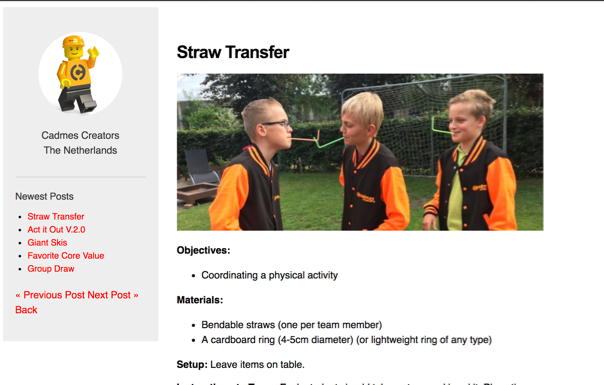 Cadmes Creators
The Netherlands
Newest Posts
Straw Transfer
Act it Out V.2.0
Giant Skis
Favorite Core Value
Group Draw
« Previous Post Next Post »
Back
Straw Transfer
Objectives:
Coordinating a physical activity
Materials:
Bendable straws (one per team member)
A cardboard ring (4-5cm diameter) (or lightweight ring of any type)
Setup: Leave items on table.